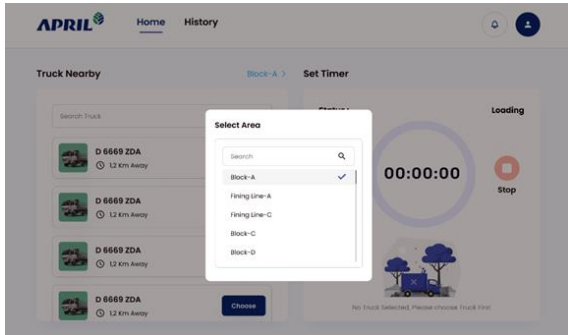 APRIL
Home
History
Truck Nearby
Block-A >
Set Timer
Search Truck
Status :
Loading
Select Area
Search
Block-A
Fining Line-A
Fining Line-C
Block-C
Block-D
D 6669 ZDA
1,2 Km Away
D 6669 ZDA
1,2 Km Away
D 6669 ZDA
1,2 Km Away
D 6669 ZDA
1,2 Km Away
Choose
00:00:00
Stop
No Truck Selected, Please Choose Truck First